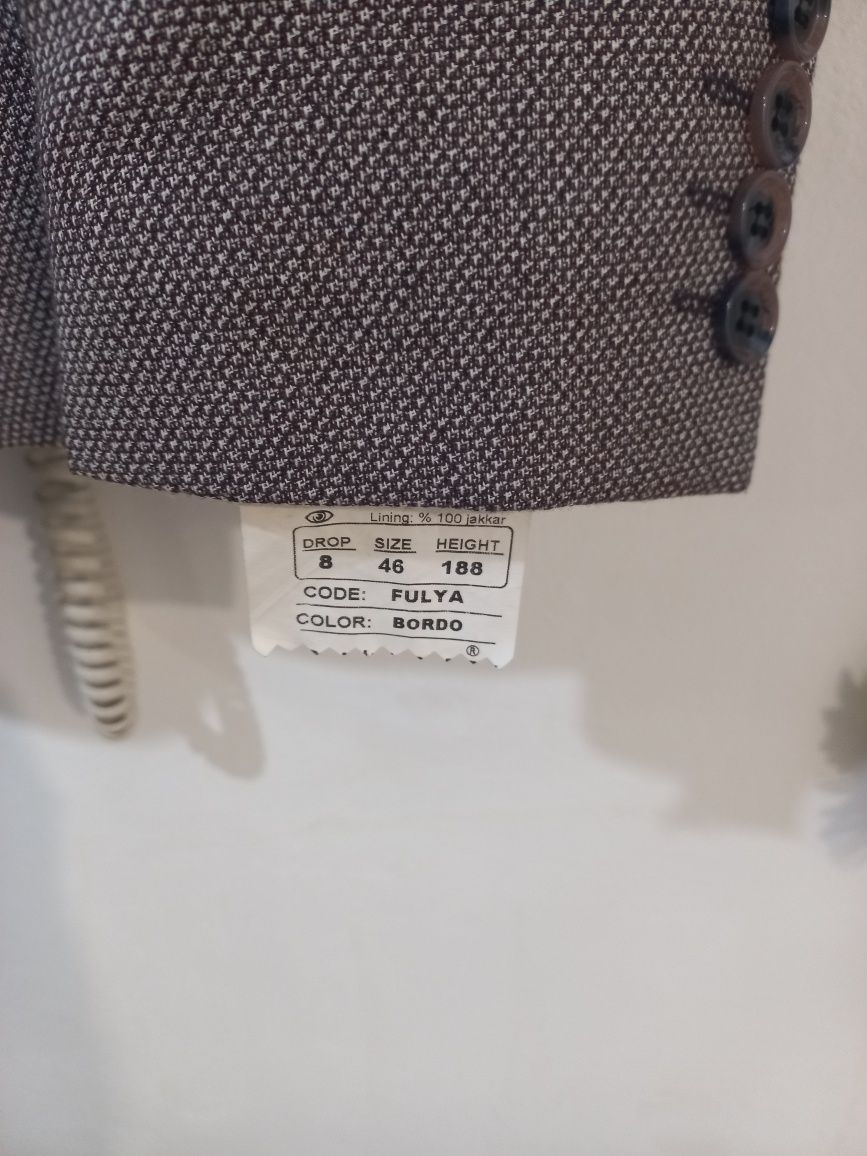 Lining: % 100 jakkar
DROP SIZE HEIGHT
8 46 188
CODE: FULYA
COLOR: BORDO
®